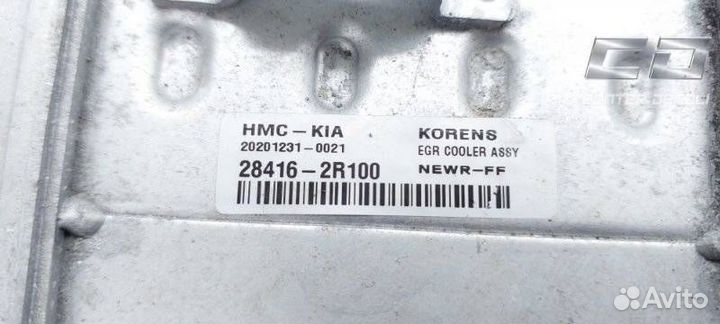 HMC-KIA KORENS
20201231-0021 EGR COOLER ASSY
28416-2R100 NEWR-FF
Avito